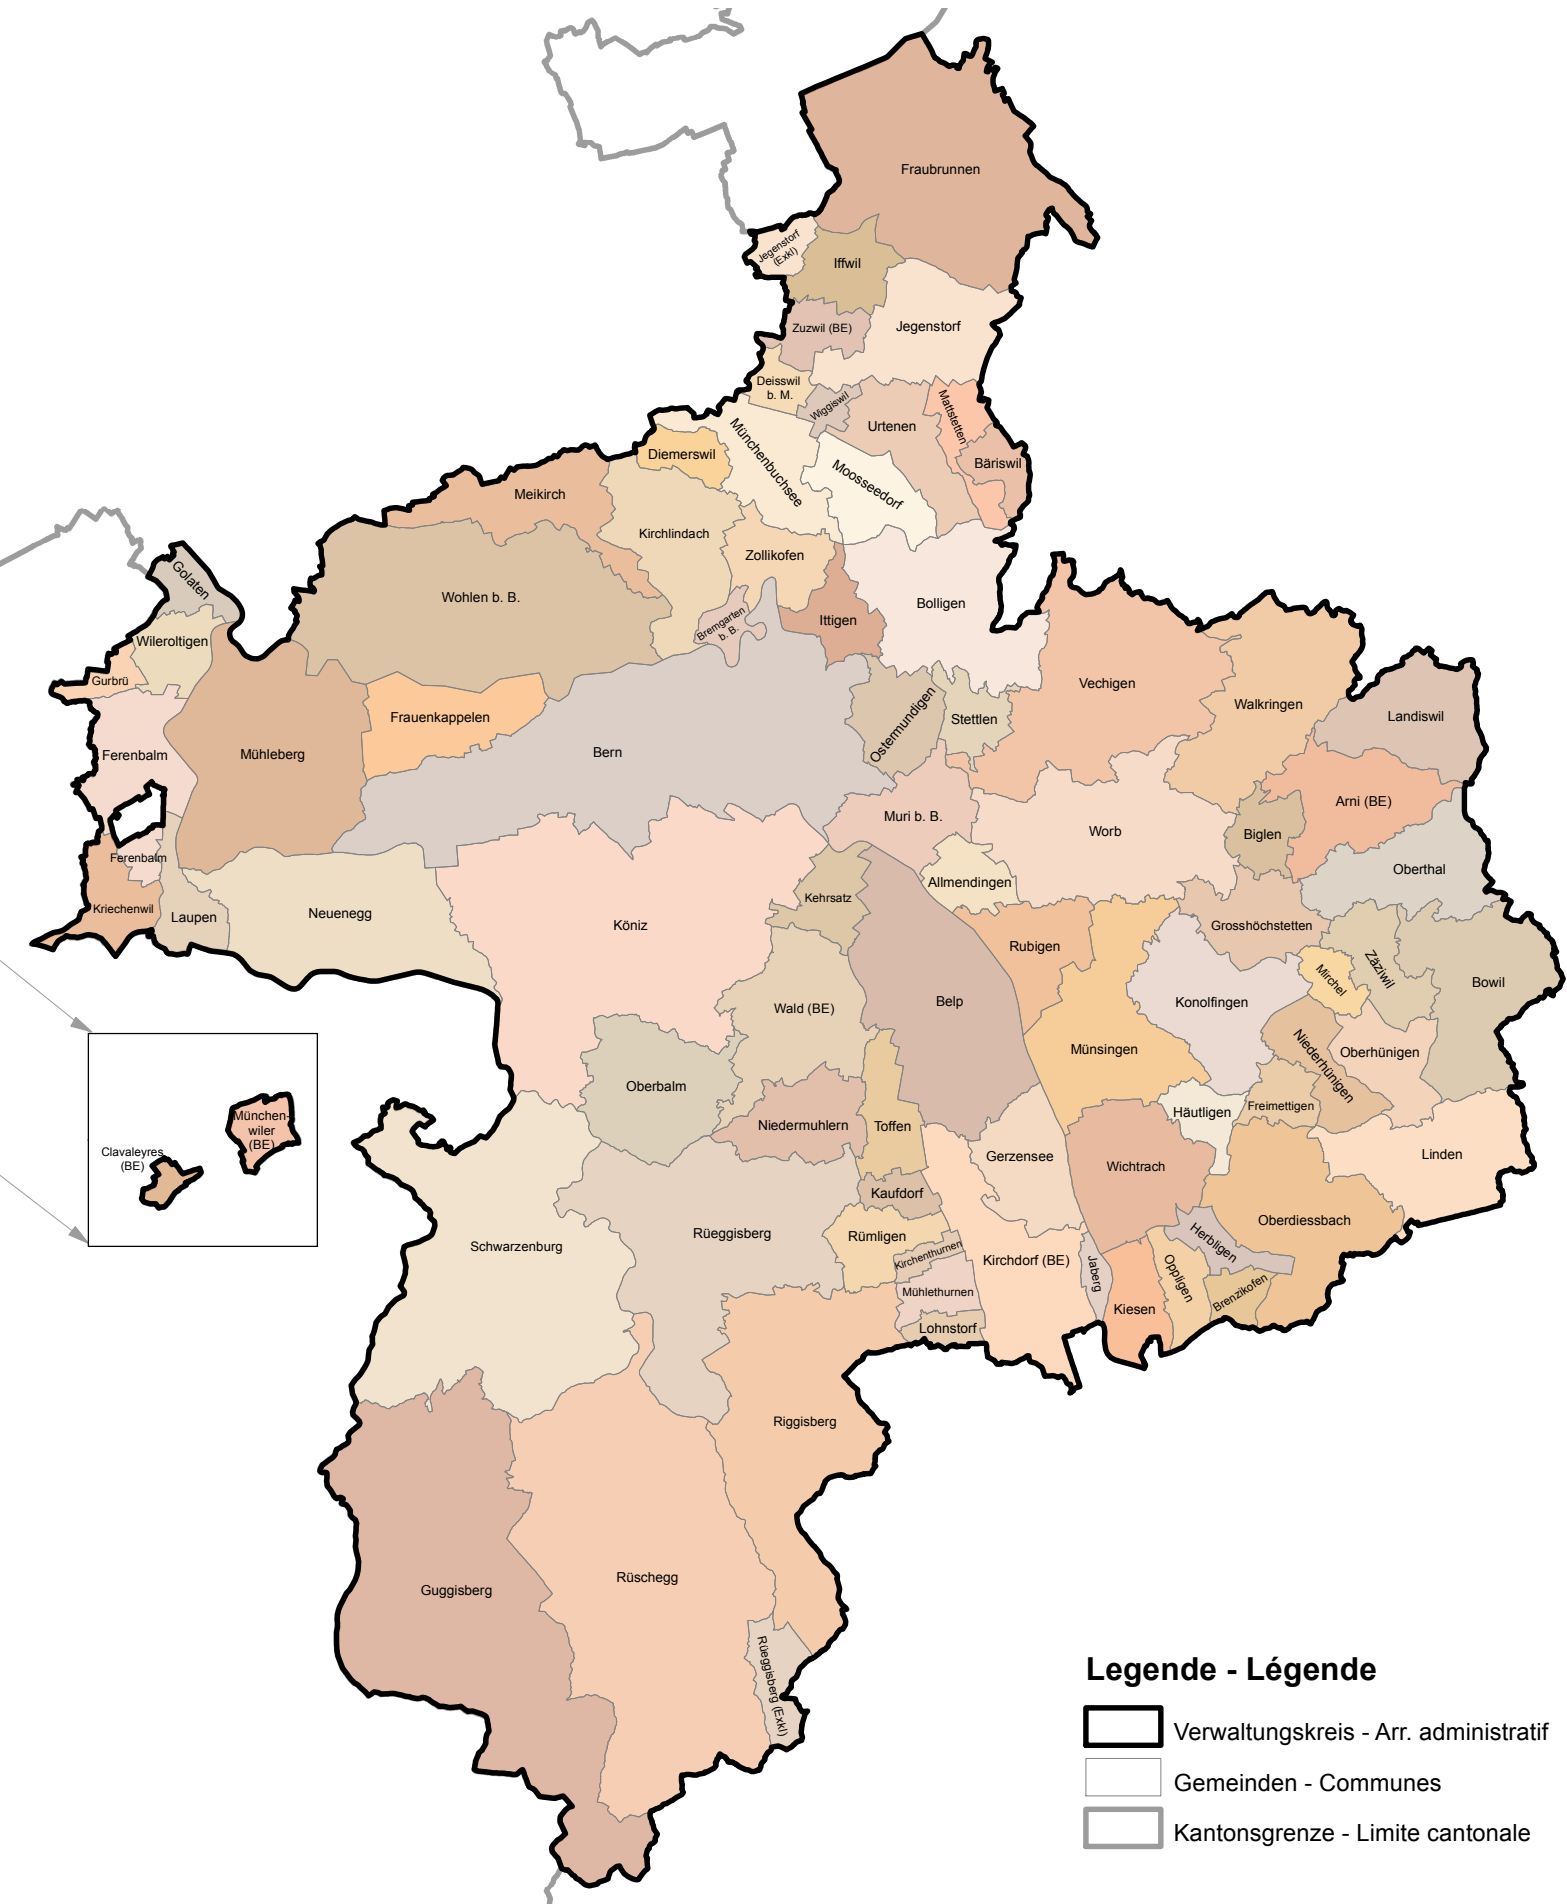 Fraubrunnen
Jegenstorf
(Exkl)
Iffwil
Zuzwil (BE)
Jegenstorf
Deisswil
b. M.
Wiggiswil
Mattstetten
Urtenen
Bäriswil
Münchenbuchsee
Diemerswil
Moosseedorf
Meikirch
Kirchlindach
Zollikofen
Golaten
Wohlen b. B.
Bolligen
Bremgarten
b. B.
Ittigen
Wileroltigen
Gurbrü
Vechigen
Walkringen
Frauenkappelen
Ostermundigen
Stettlen
Landiswil
Ferenbalm
Mühleberg
Bern
Arni (BE)
Muri b. B.
Worb
Biglen
Ferenbalm
Oberthal
Allmendingen
Kehrsatz
Kriechenwil
Laupen
Neuenegg
Köniz
Grosshöchstetten
Rubigen
Zäziwil
Mirchel
Bowil
Wald (BE)
Belp
Konolfingen
Münsingen
Niederhünigen
Oberhünigen
Oberbalm
Freimettigen
Häutligen
München-
wiler
(BE)
Clavaleyres
(BE)
Niedermuhlern
Toffen
Gerzensee
Wichtrach
Linden
Kaufdorf
Oberdiessbach
Schwarzenburg
Rüeggisberg
Rümligen
Kirchenthurnen
Kirchdorf (BE)
Herbligen
Jaberg
Oppligen
Mühlethurnen
Brenzikofen
Kiesen
Lohnstorf
Riggisberg
Guggisberg
Rüschegg
Rüeggisberg (Exkl)
Legende - Légende
Verwaltungskreis - Arr. administratif
Gemeinden - Communes
Kantonsgrenze - Limite cantonale